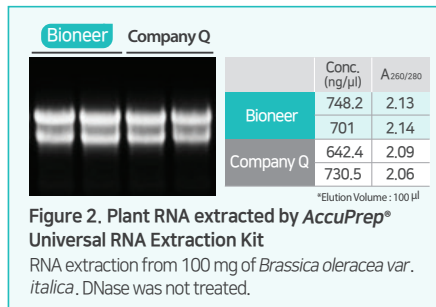 Bioneer Company Q
Conc. (ng/μl) A260/280
Bioneer 748.2 2.13
701 2.14
Company Q 642.4 2.09
730.5 2.06
*Elution Volume : 100 μl
Figure 2. Plant RNA extracted by AccuPrep®
Universal RNA Extraction Kit
RNA extraction from 100 mg of Brassica oleracea var.
italica. DNase was not treated.